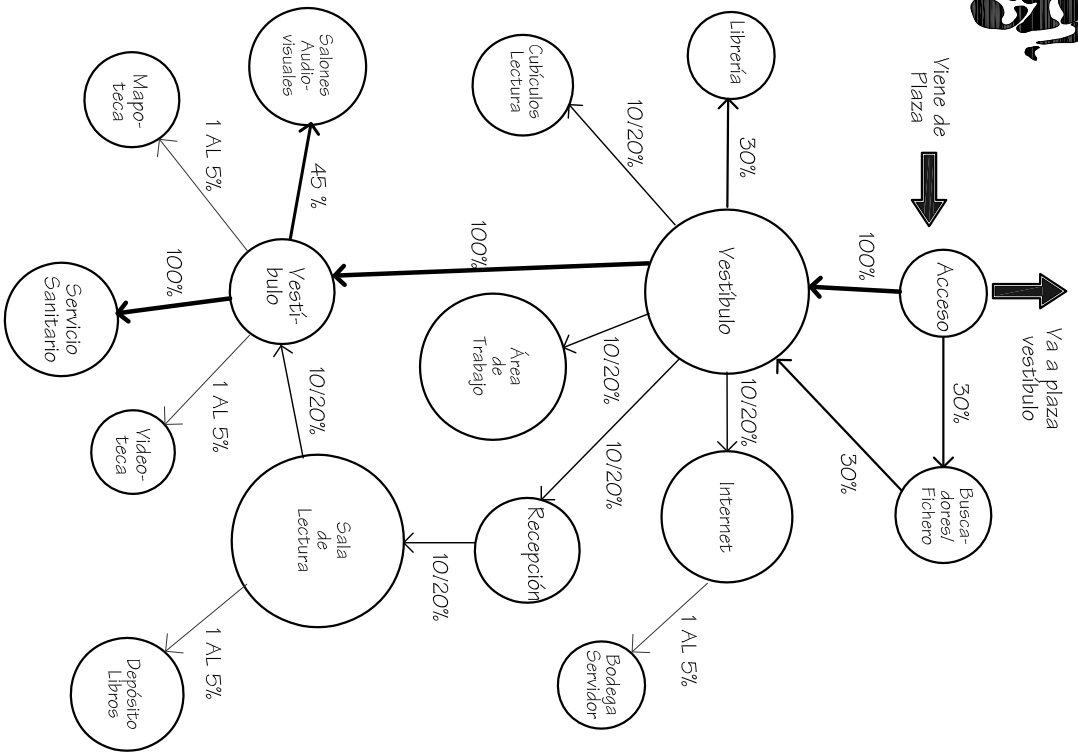 Viene de
Plaza
Va a plaza
vestíbulo
Acceso
100%
30%
Busca-
dores/
Fichero
30%
Librería
30%
Vestíbulo
10/20%
Internet
1 AL 5%
Bodega
Servidor
Cubículos
Lectura
10/20%
10/20%
Área
de
Trabajo
10/20%
Recepción
10/20%
100%
Salones
Audio-
visuales
45 %
Vestí-
bulo
10/20%
Sala
de
Lectura
1 AL 5%
Depósito
Libros
Mapo-
teca
1 AL 5%
100%
Servicio
Sanitario
1 AL 5%
Video-
teca